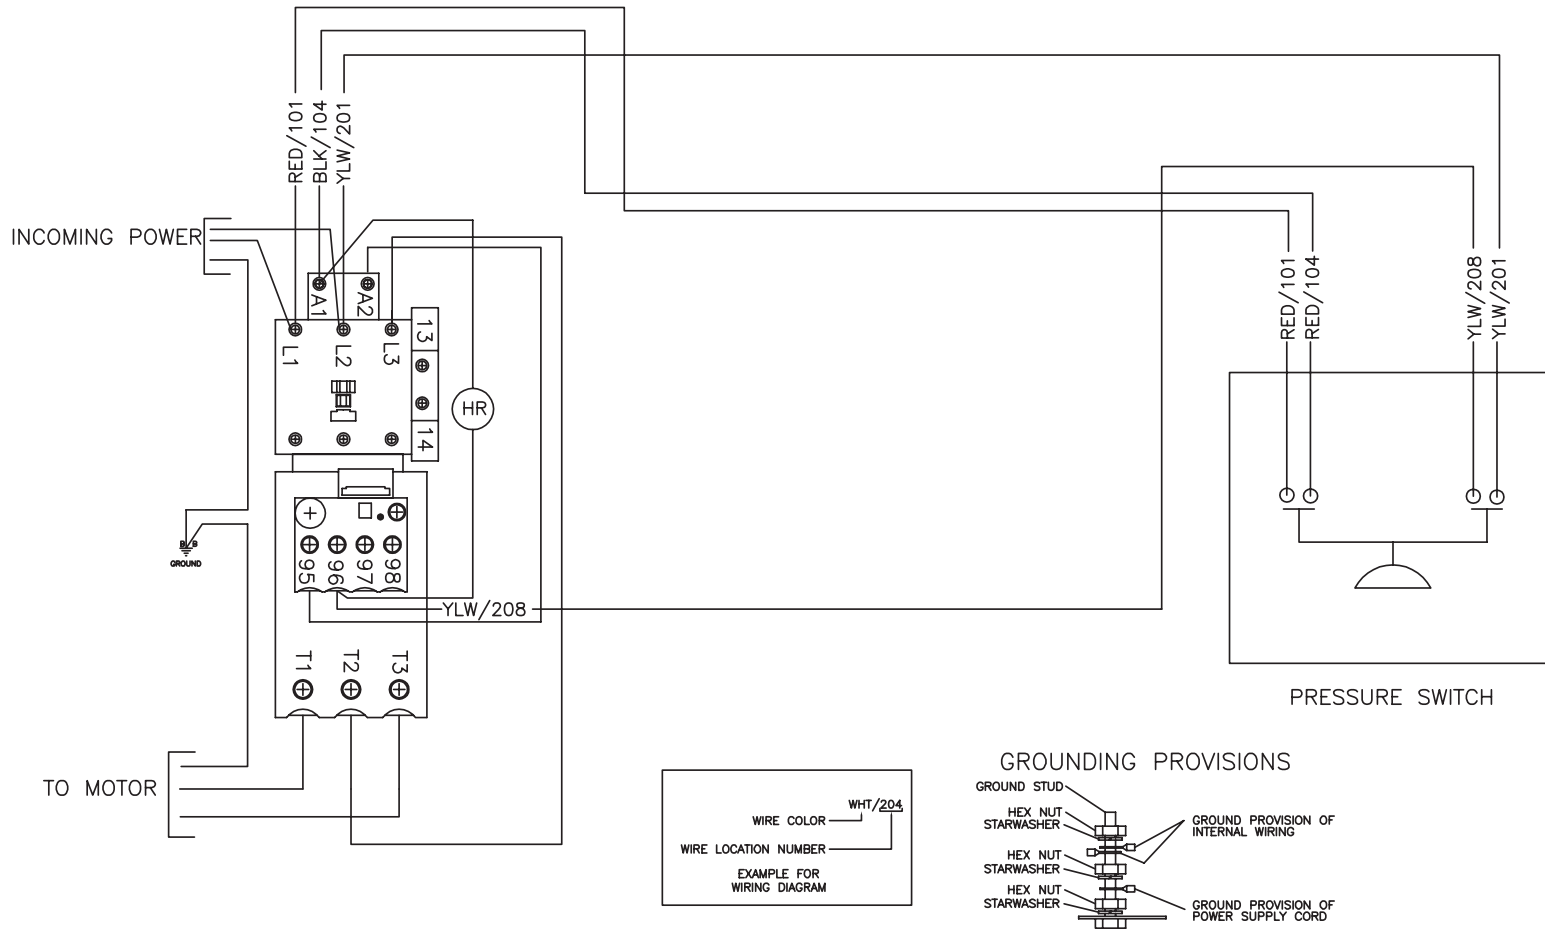 RED/101
BLK/104
YLW/201
INCOMING POWER
A1
A2
L1
L2
L3
13
14
HR
RED/101
RED/104
YLW/208
YLW/201
B
B
GROUND
95
96
97
98
YLW/208
T1
T2
T3
PRESSURE SWITCH
TO MOTOR
WHT/204
WIRE COLOR
WIRE LOCATION NUMBER
EXAMPLE FOR
WIRING DIAGRAM
GROUNDING PROVISIONS
GROUND STUD
HEX NUT
STARWASHER
GROUND PROVISION OF
INTERNAL WIRING
HEX NUT
STARWASHER
HEX NUT
STARWASHER
GROUND PROVISION OF
POWER SUPPLY CORD